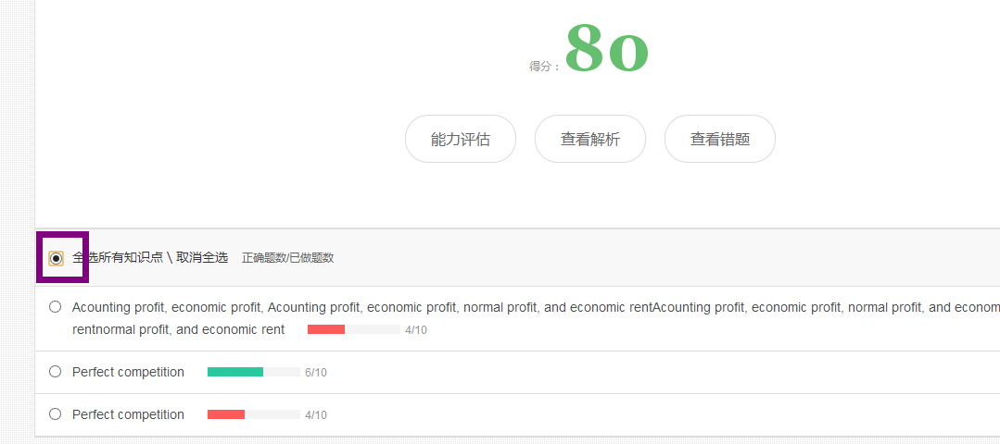 得分： 80
能力评估 查看解析 查看错题
全选所有知识点 \ 取消全选 正确题数/已做题数
Acounting profit, economic profit, Acounting profit, economic profit, normal profit, and economic rentAcounting profit, economic profit, normal profit, and econom
rentnormal profit, and economic rent 4/10
Perfect competition 6/10
Perfect competition 4/10